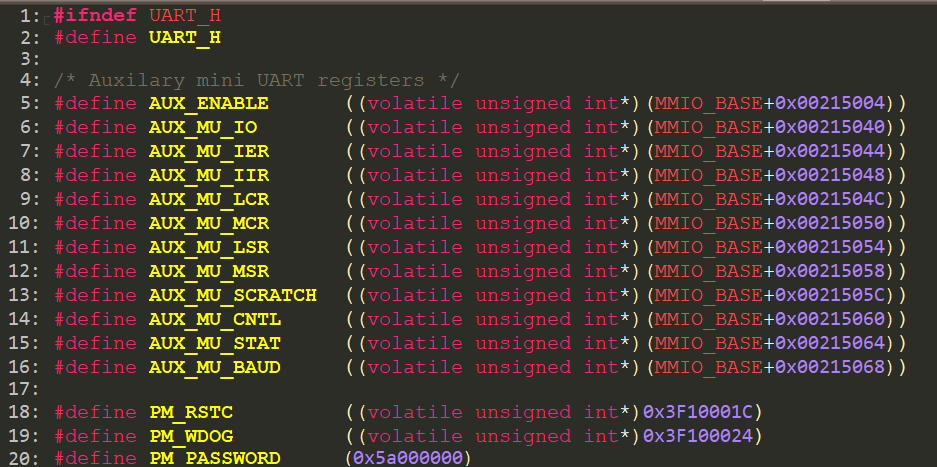 1: #ifndef UART_H
2: #define UART_H
3:
4: /* Auxilary mini UART registers */
5: #define AUX_ENABLE ((volatile unsigned int*)(MMIO_BASE+0x00215004))
6: #define AUX_MU_IO ((volatile unsigned int*)(MMIO_BASE+0x00215040))
7: #define AUX_MU_IER ((volatile unsigned int*)(MMIO_BASE+0x00215044))
8: #define AUX_MU_IIR ((volatile unsigned int*)(MMIO_BASE+0x00215048))
9: #define AUX_MU_LCR ((volatile unsigned int*)(MMIO_BASE+0x0021504C))
10: #define AUX_MU_MCR ((volatile unsigned int*)(MMIO_BASE+0x00215050))
11: #define AUX_MU_LSR ((volatile unsigned int*)(MMIO_BASE+0x00215054))
12: #define AUX_MU_MSR ((volatile unsigned int*)(MMIO_BASE+0x00215058))
13: #define AUX_MU_SCRATCH ((volatile unsigned int*)(MMIO_BASE+0x0021505C))
14: #define AUX_MU_CNTL ((volatile unsigned int*)(MMIO_BASE+0x00215060))
15: #define AUX_MU_STAT ((volatile unsigned int*)(MMIO_BASE+0x00215064))
16: #define AUX_MU_BAUD ((volatile unsigned int*)(MMIO_BASE+0x00215068))
17:
18: #define PM_RSTC ((volatile unsigned int*)0x3F10001C)
19: #define PM_WDOG ((volatile unsigned int*)0x3F100024)
20: #define PM_PASSWORD (0x5a000000)